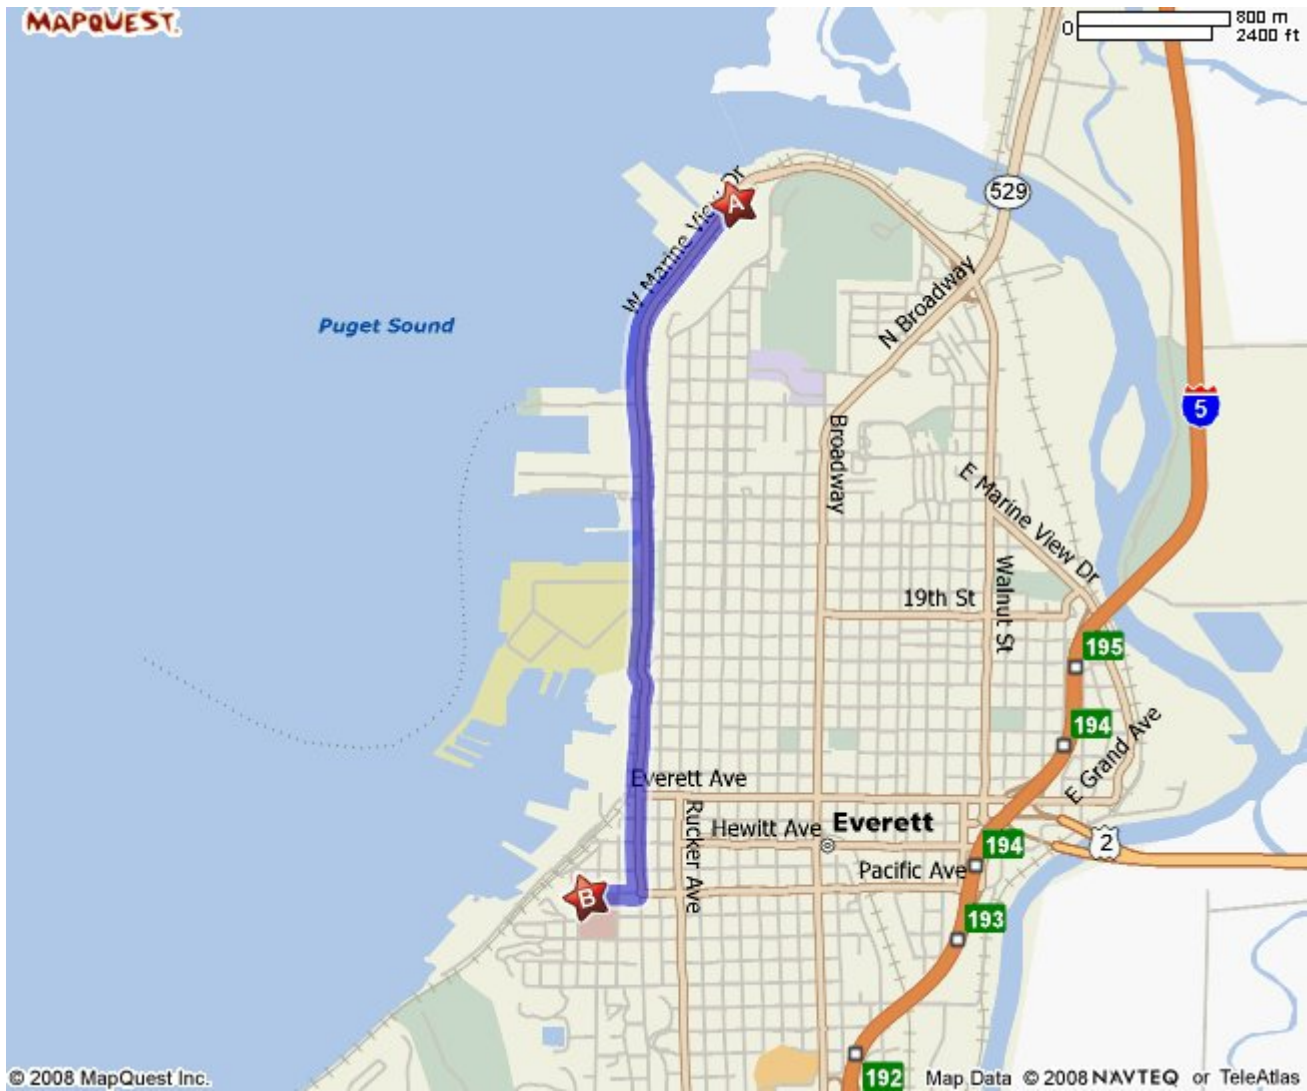 MAPQUEST.
0
800 m
2400 ft
W Marine View Dr
A
529
Puget Sound
N Broadway
5
Broadway
E Marine View Dr
Walnut St
19th St
195
194
E Grand Ave
Everett Ave
Rucker Ave
Hewitt Ave
Everett
2
194
Pacific Ave
B
193
192
© 2008 MapQuest Inc.
Map Data © 2008 NAVTEQ or TeleAtlas